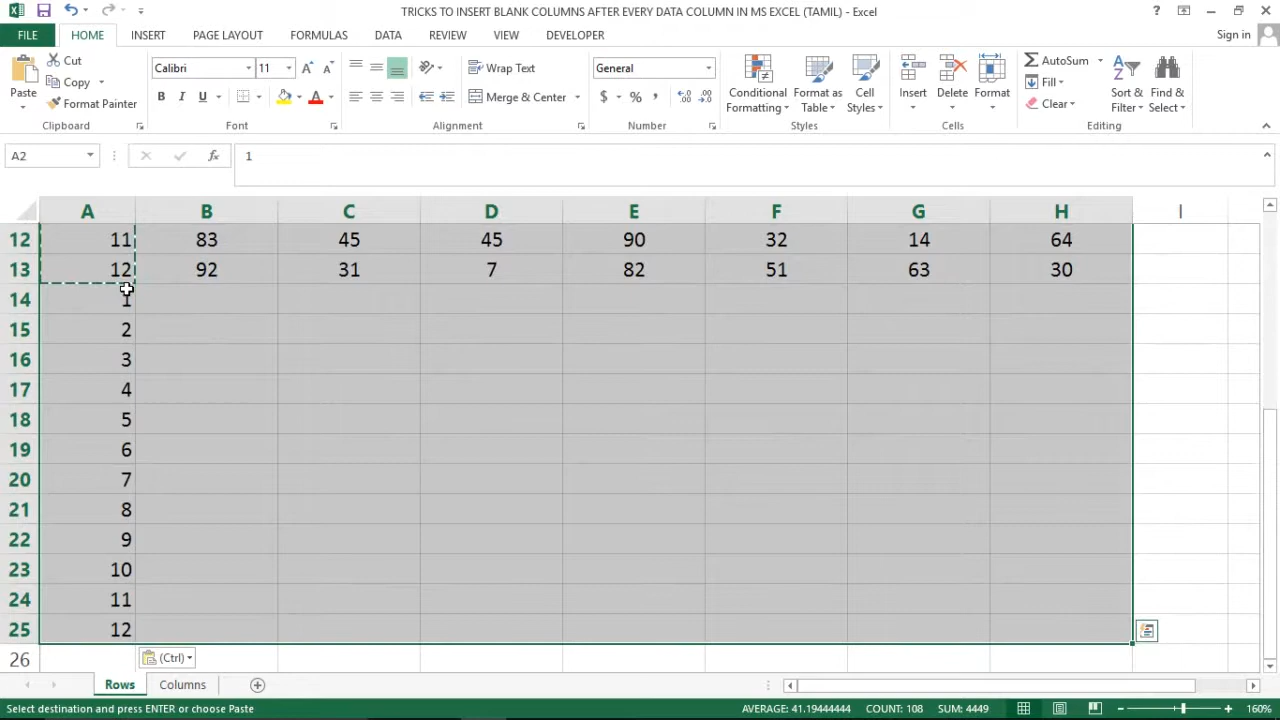 TRICKS TO INSERT BLANK COLUMNS AFTER EVERY DATA COLUMN IN MS EXCEL (TAMIL) - Excel
FILE HOME INSERT PAGE LAYOUT FORMULAS DATA REVIEW VIEW DEVELOPER Sign in
Paste Cut Copy Format Painter Clipboard
Calibri 11 B I U A Font
Wrap Text Merge & Center Alignment
General $ % , Number
Conditional Formatting Format as Table Cell Styles Styles
Insert Delete Format Cells
AutoSum Fill Clear Sort & Filter Find & Select Editing
A2 fx 1
A B C D E F G H I
12 11 83 45 45 90 32 14 64
13 12 92 31 7 82 51 63 30
14 1
15 2
16 3
17 4
18 5
19 6
20 7
21 8
22 9
23 10
24 11
25 12
26 (Ctrl)
Rows Columns
Select destination and press ENTER or choose Paste AVERAGE: 41.19444444 COUNT: 108 SUM: 4449 160%